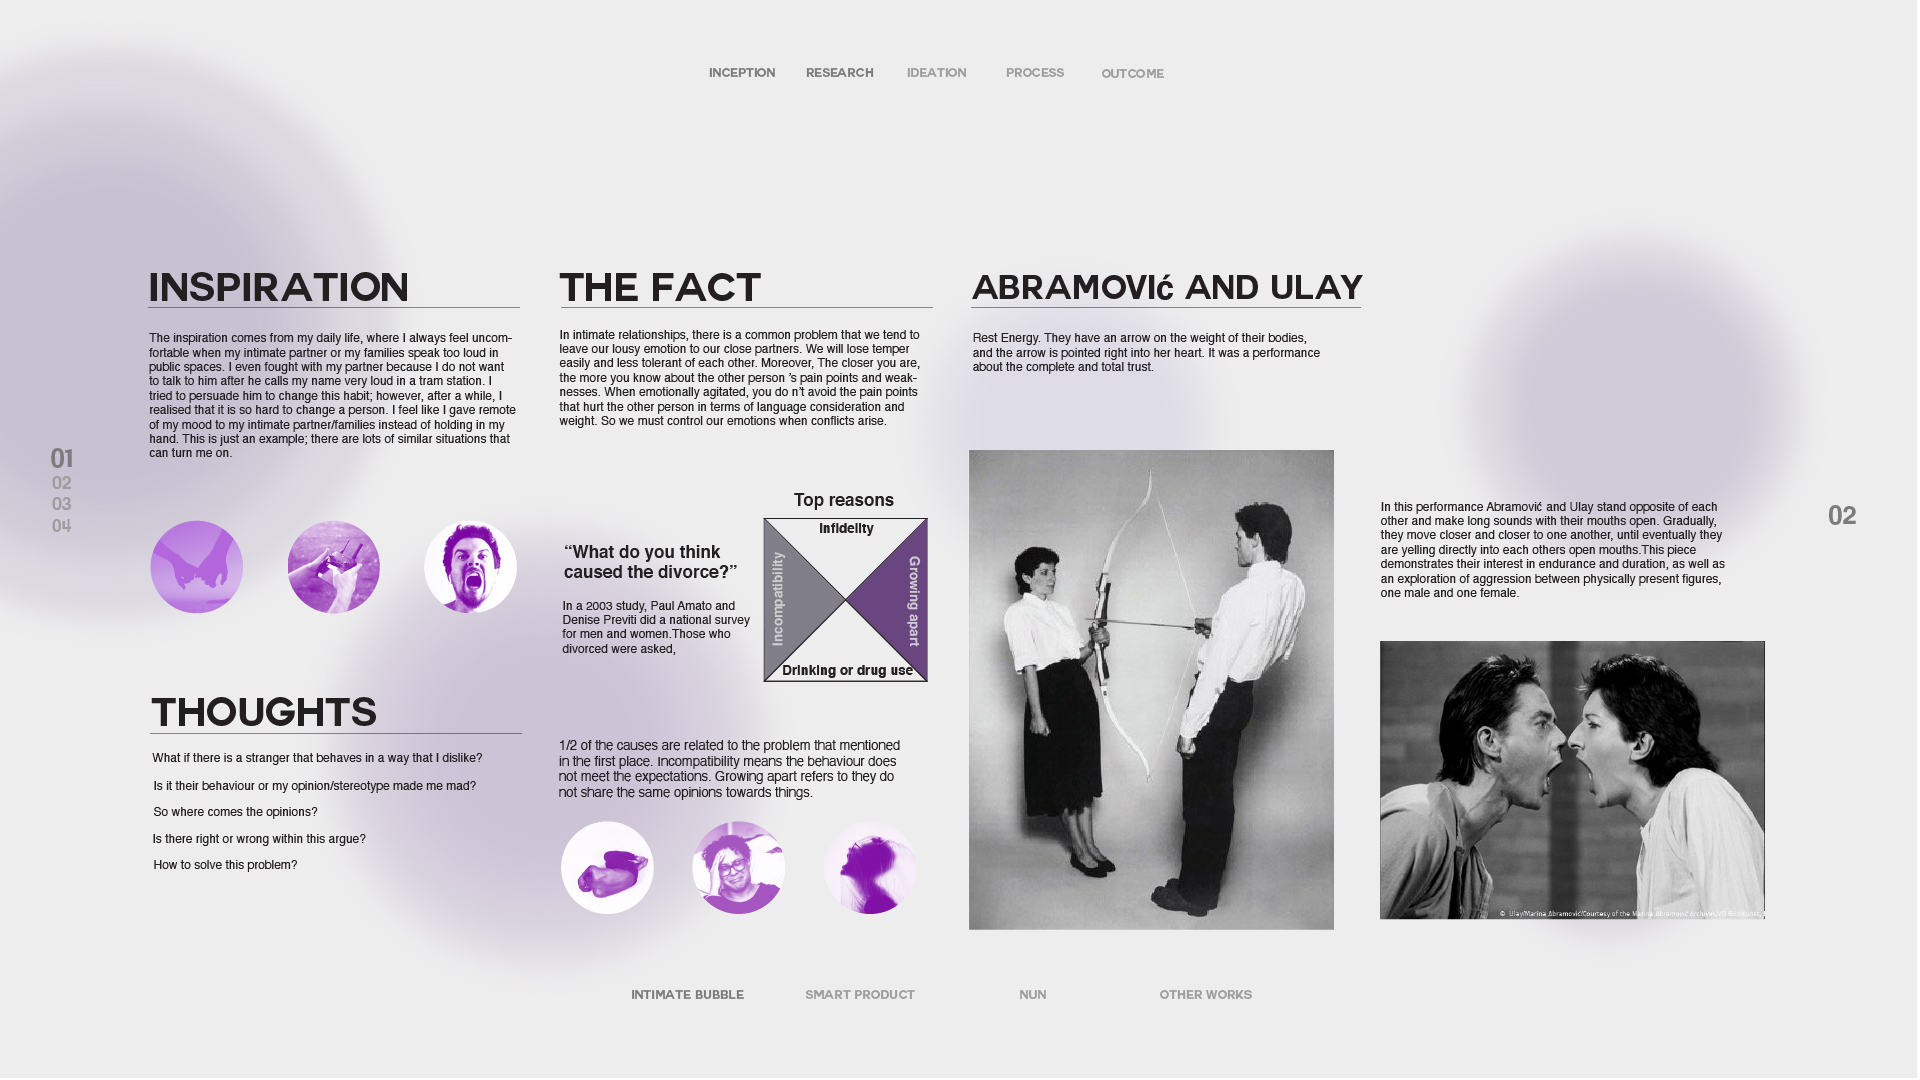 INCEPTION
RESEARCH
IDEATION
PROCESS
OUTCOME
01
02
03
04
INSPIRATION
The inspiration comes from my daily life, where I always feel uncom-
fortable when my intimate partner or my families speak too loud in
public spaces. I even fought with my partner because I do not want
to talk to him after he calls my name very loud in a tram station. I
tried to persuade him to change this habit; however, after a while, I
realised that it is so hard to change a person. I feel like I gave remote
of my mood to my intimate partner/families instead of holding in my
hand. This is just an example; there are lots of similar situations that
can turn me on.
THOUGHTS
What if there is a stranger that behaves in a way that I dislike?
Is it their behaviour or my opinion/stereotype made me mad?
So where comes the opinions?
Is there right or wrong within this argue?
How to solve this problem?
THE FACT
In intimate relationships, there is a common problem that we tend to
leave our lousy emotion to our close partners. We will lose temper
easily and less tolerant of each other. Moreover, The closer you are,
the more you know about the other person 's pain points and weak-
nesses. When emotionally agitated, you do n't avoid the pain points
that hurt the other person in terms of language consideration and
weight. So we must control our emotions when conflicts arise.
“What do you think
caused the divorce?”
In a 2003 study, Paul Amato and
Denise Previti did a national survey
for men and women.Those who
divorced were asked,
Top reasons
Infidelity
Incompatibility
Growing apart
Drinking or drug use
1/2 of the causes are related to the problem that mentioned
in the first place. Incompatibility means the behaviour does
not meet the expectations. Growing apart refers to they do
not share the same opinions towards things.
ABRAMOVIć AND ULAY
Rest Energy. They have an arrow on the weight of their bodies,
and the arrow is pointed right into her heart. It was a performance
about the complete and total trust.
In this performance Abramović and Ulay stand opposite of each
other and make long sounds with their mouths open. Gradually,
they move closer and closer to one another, until eventually they
are yelling directly into each others open mouths.This piece
demonstrates their interest in endurance and duration, as well as
an exploration of aggression between physically present figures,
one male and one female.
© Ulay/Marina Abramović/Courtesy of the Marina Abramović Archives/VG
02
INTIMATE BUBBLE
SMART PRODUCT
NUN
OTHER WORKS